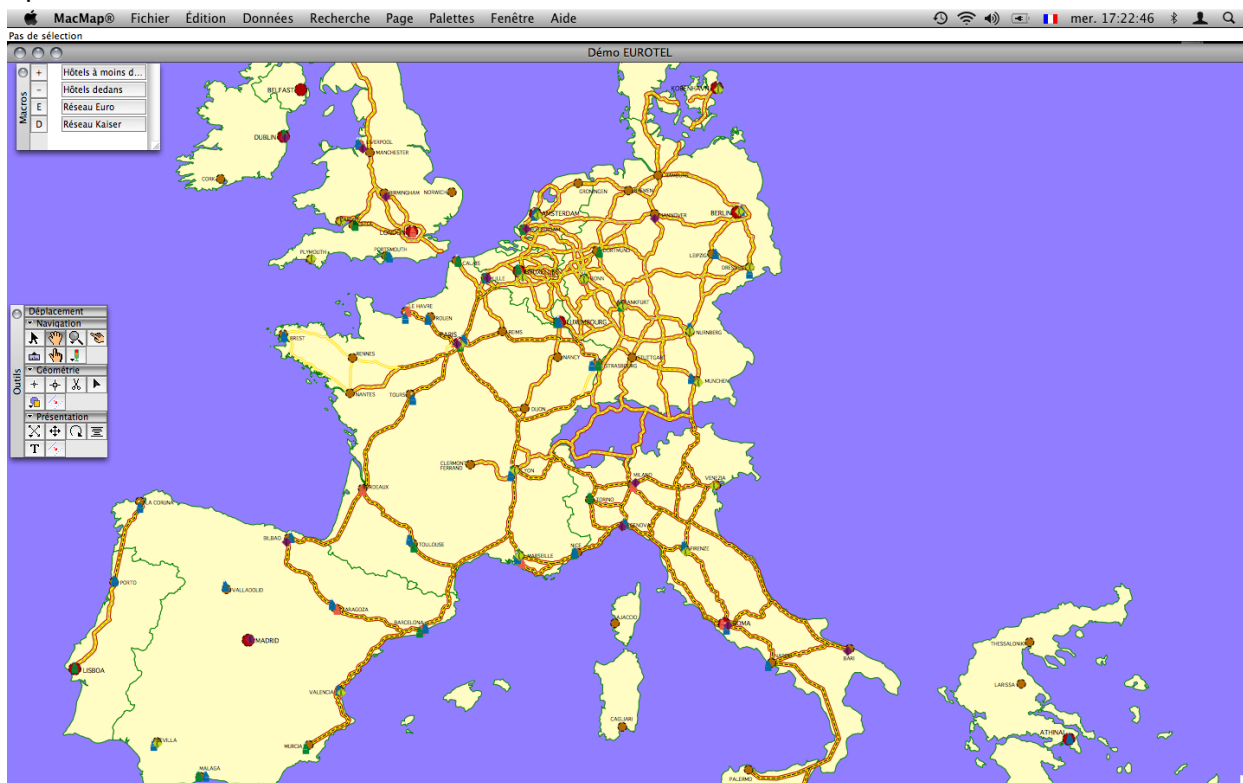 MacMap® Fichier Édition Données Recherche Page Palettes Fenêtre Aide mer. 17:22:46
Pas de sélection
Démo EUROTEL
Macros
+ Hôtels à moins d...
- Hôtels dedans
E Réseau Euro
D Réseau Kaiser
BELFAST
KOBENHAVN
DUBLIN
LIVERPOOL
MANCHESTER
CORK
BIRMINGHAM
NORWICH
GRONINGEN
AMSTERDAM
HANNOVER
BERLIN
LONDON
PLYMOUTH
PORTSMOUTH
CALAIS
LILLE
DORTMUND
LEIPZIG
BONN
Outils
Déplacement
Navigation
Géométrie
Présentation
T
LE HAVRE
ROUEN
FRANKFURT
BREST
PARIS
REIMS
LUXEMBOURG
NURNBERG
RENNES
NANCY
STUTTGART
STRASBOURG
NANTES
TOURS
MUNCHEN
DIJON
CLERMONT
FERRAND
LYON
MILANO
VENEZIA
BORDEAUX
TORINO
LA CORUNA
GENOVA
BILBAO
TOULOUSE
MARSEILLE
NICE
FIRENZE
PORTO
VALLADOLID
ZARAGOZA
BARCELONA
AJACCIO
ROMA
MADRID
THESSALONIKI
BARI
LISBOA
LARISSA
VALENCIA
CAGLIARI
ATHINAI
SEVILLA
MURCIA
MALAGA
PALERMO